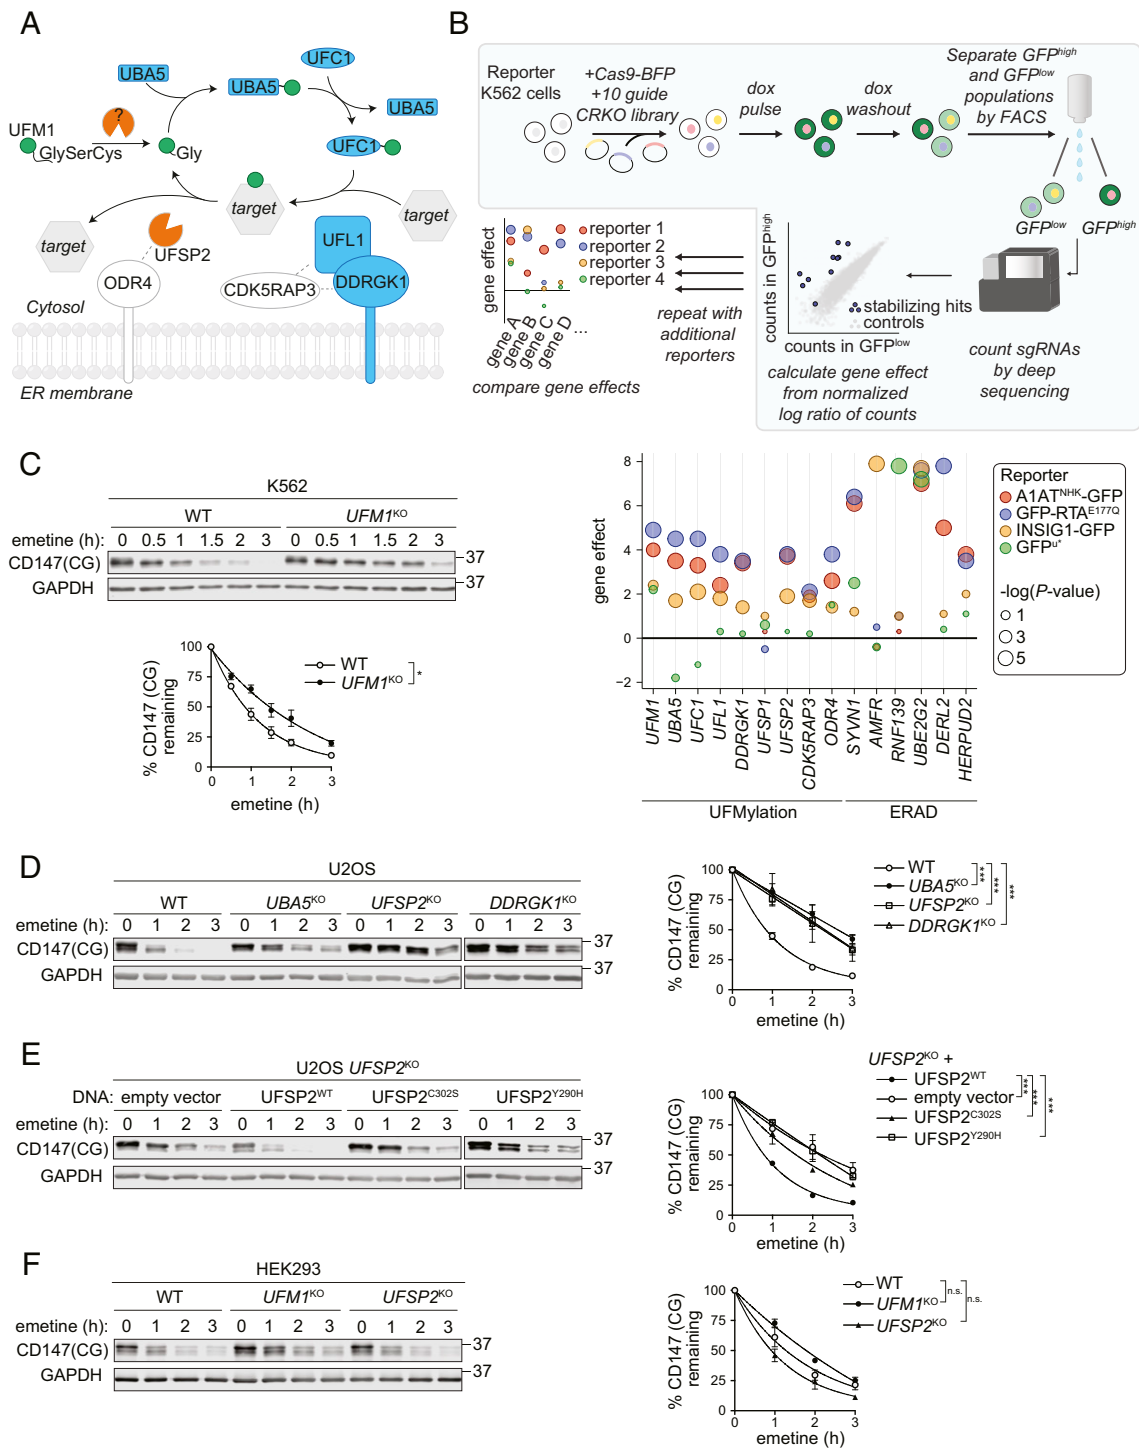 A
UFC1
UBA5
UBA5
UBA5
?
UFM1
GlySerCys
Gly
UFC1
target
target
target
UFSP2
UFL1
ODR4
CDK5RAP3
DDRGK1
Cytosol
ER membrane
B
Reporter
K562 cells
+Cas9-BFP
+10 guide
CRKO library
dox
pulse
dox
washout
Separate GFPhigh
and GFPlow
populations
by FACS
GFPlow
GFPhigh
count sgRNAs
by deep
sequencing
counts in GFPhigh
stabilizing hits
controls
counts in GFPlow
calculate gene effect
from normalized
log ratio of counts
repeat with
additional
reporters
reporter 1
reporter 2
reporter 3
reporter 4
gene effect
gene A
gene B
gene C
gene D
...
compare gene effects
C
K562
WT UFM1KO
emetine (h): 0 0.5 1 1.5 2 3 0 0.5 1 1.5 2 3
CD147(CG)
37
GAPDH
37
% CD147 (CG)
remaining
100
75
50
25
0
0 1 2 3
emetine (h)
WT
UFM1KO
*
gene effect
8
6
4
2
0
−2
UFM1
UBA5
UFC1
UFL1
DDRGK1
UFSP1
UFSP2
CDK5RAP3
ODR4
SYVN1
AMFR
RNF139
UBE2G2
DERL2
HERPUD2
UFMylation
ERAD
Reporter
A1ATNHK-GFP
GFP-RTAE177Q
INSIG1-GFP
GFPu*
-log(P-value)
1
3
5
D
U2OS
WT UBA5KO UFSP2KO DDRGK1KO
emetine (h): 0 1 2 3 0 1 2 3 0 1 2 3 0 1 2 3
CD147(CG)
37
GAPDH
37
% CD147 (CG)
remaining
100
75
50
25
0
0 1 2 3
emetine (h)
WT
UBA5KO
UFSP2KO
DDRGK1KO
***
***
***
E
U2OS UFSP2KO
DNA: empty vector UFSP2WT UFSP2C302S UFSP2Y290H
emetine (h): 0 1 2 3 0 1 2 3 0 1 2 3 0 1 2 3
CD147(CG)
37
GAPDH
37
% CD147 (CG)
remaining
100
75
50
25
0
0 1 2 3
emetine (h)
UFSP2KO +
UFSP2WT
empty vector
UFSP2C302S
UFSP2Y290H
***
***
***
F
HEK293
WT UFM1KO UFSP2KO
emetine (h): 0 1 2 3 0 1 2 3 0 1 2 3
CD147(CG)
37
GAPDH
37
% CD147 (CG)
remaining
100
75
50
25
0
0 1 2 3
emetine (h)
WT
UFM1KO
UFSP2KO
n.s.
n.s.